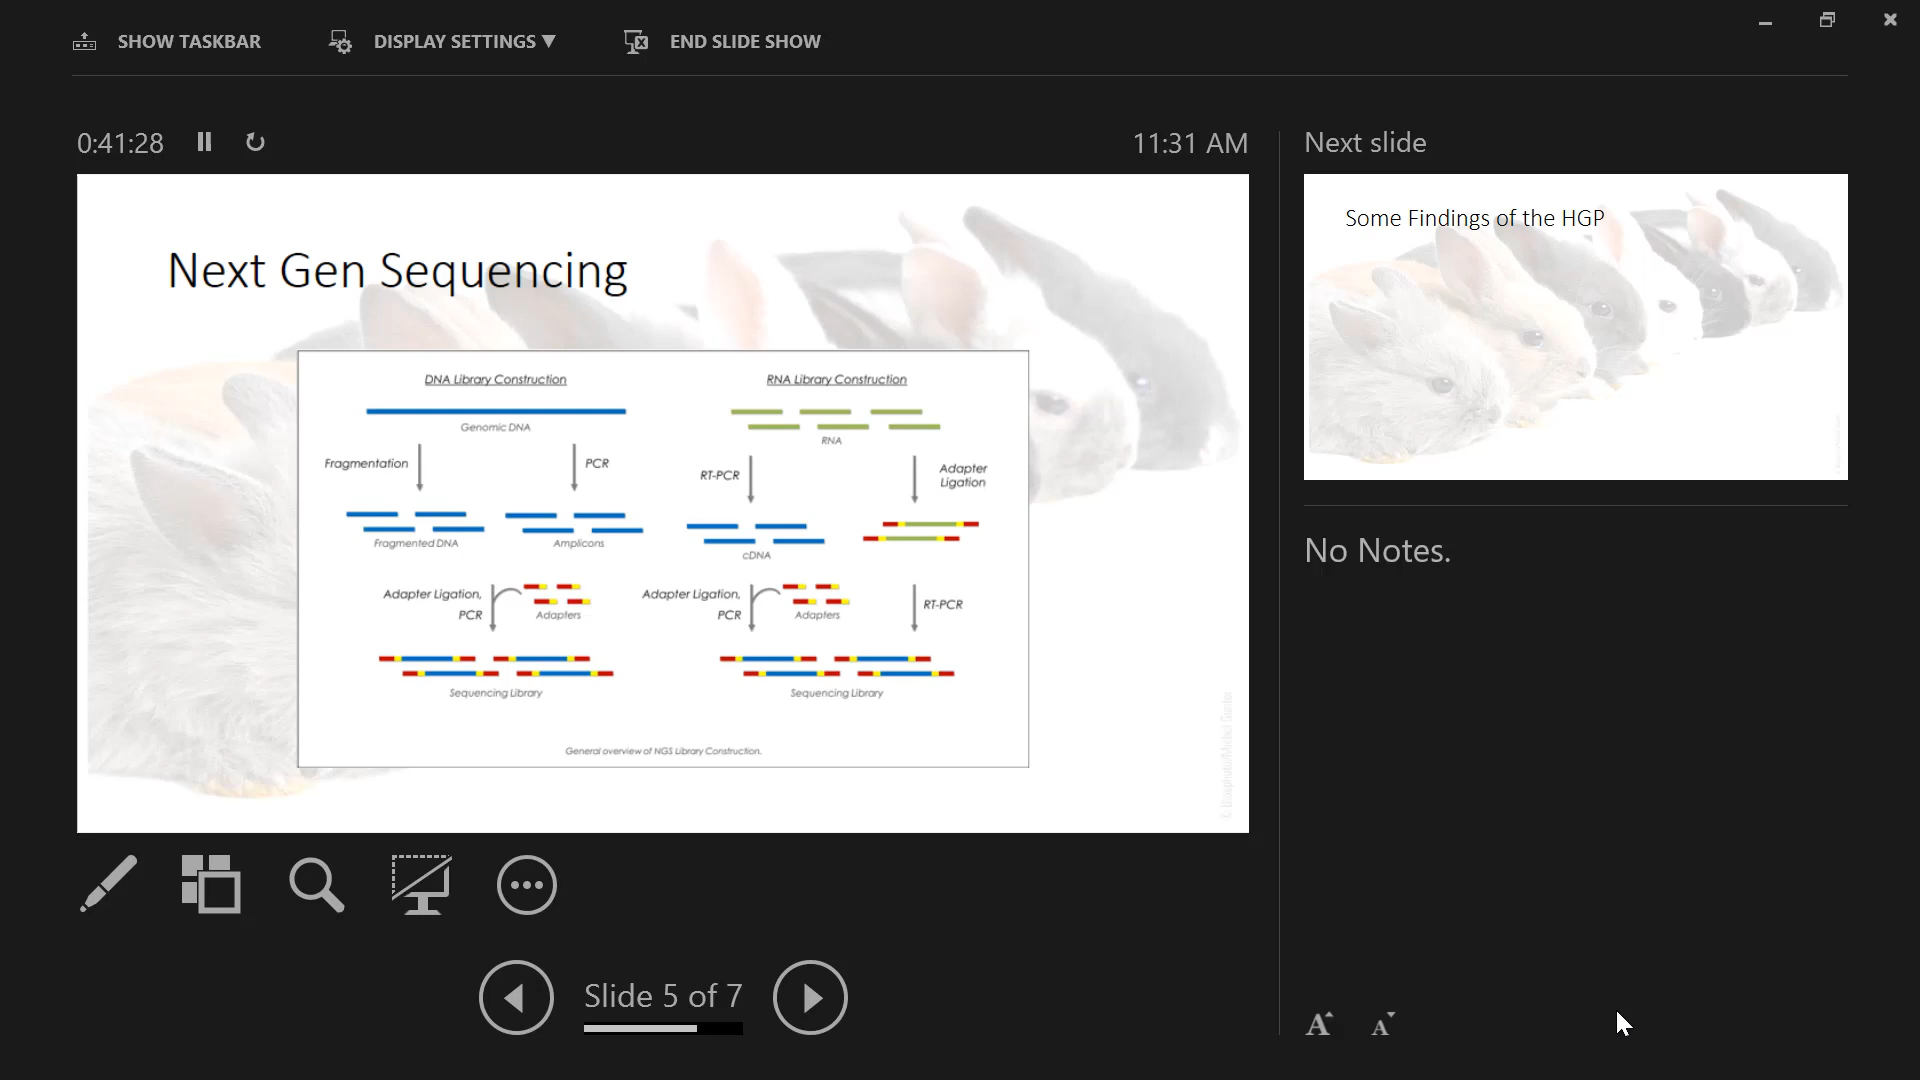 SHOW TASKBAR
DISPLAY SETTINGS ▼
END SLIDE SHOW
0:41:28
11:31 AM
Next slide
Next Gen Sequencing
DNA Library Construction
Genomic DNA
Fragmentation
PCR
Fragmented DNA
Amplicons
Adapter Ligation,
PCR
Adapters
Sequencing Library
RNA Library Construction
RNA
RT-PCR
Adapter
Ligation
cDNA
Adapter Ligation,
PCR
Adapters
RT-PCR
Sequencing Library
General overview of NGS Library Construction.
Slide 5 of 7
Some Findings of the HGP
No Notes.
A
A